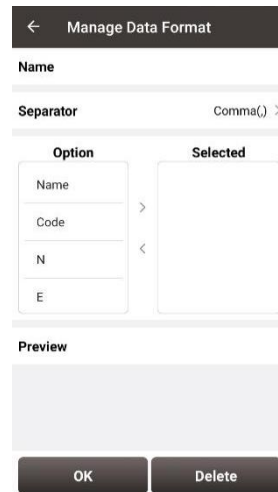 ← Manage Data Format
Name
Separator Comma(,) >
Option Selected
Name
Code
N
E
>
<
Preview
OK Delete